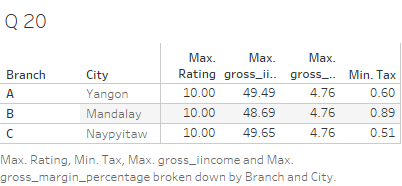 Q 20
Max. Max. Max.
Branch City Rating gross_ii.. gross_.. Min. Tax
A Yangon 10.00 49.49 4.76 0.60
B Mandalay 10.00 48.69 4.76 0.89
C Naypyitaw 10.00 49.65 4.76 0.51
Max. Rating, Min. Tax, Max. gross_iincome and Max.
gross_margin_percentage broken down by Branch and City.